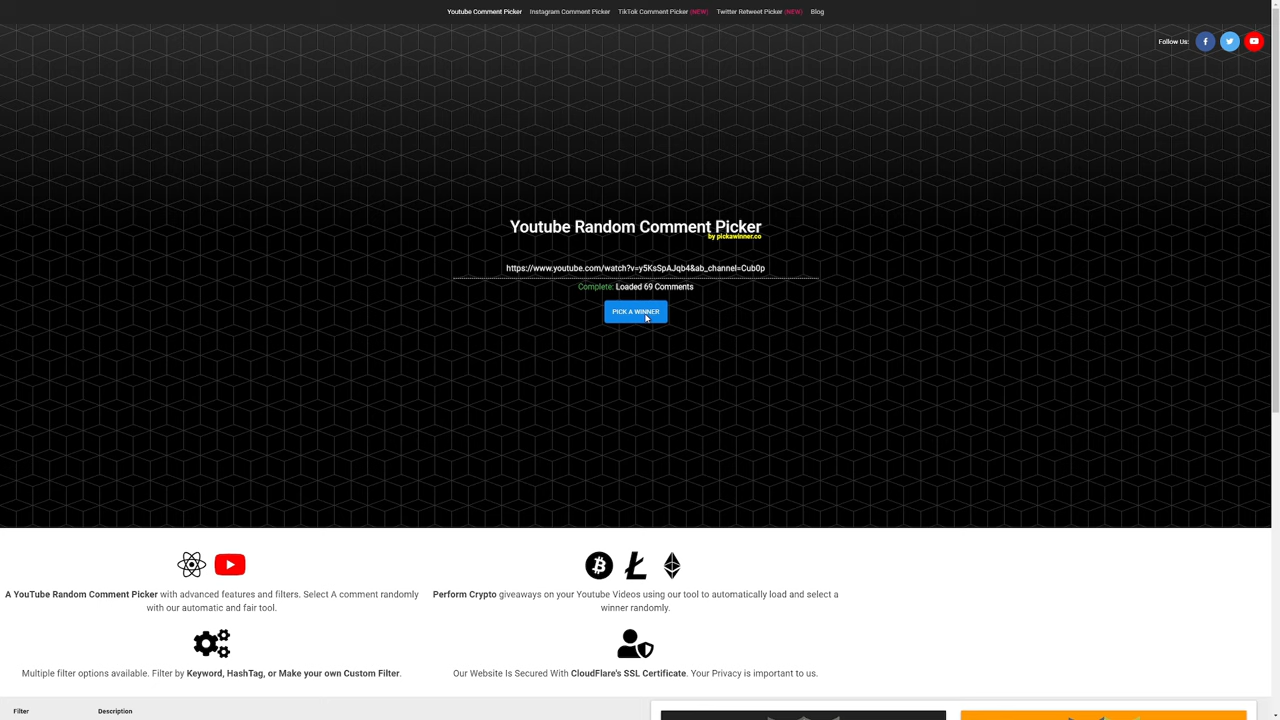 Youtube Comment Picker Instagram Comment Picker TikTok Comment Picker (NEW) Twitter Retweet Picker (NEW) Blog
Follow Us:
Youtube Random Comment Picker
by pickawinner.co
https://www.youtube.com/watch?v=y5KsSpAJqb4&ab_channel=Cub0p
Complete: Loaded 69 Comments
PICK A WINNER
A YouTube Random Comment Picker with advanced features and filters. Select A comment randomly
with our automatic and fair tool.
Perform Crypto giveaways on your Youtube Videos using our tool to automatically load and select a
winner randomly.
Multiple filter options available. Filter by Keyword, HashTag, or Make your own Custom Filter.
Our Website Is Secured With CloudFlare's SSL Certificate. Your Privacy is important to us.
Filter Description